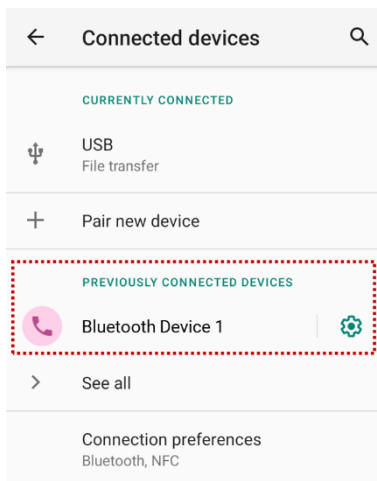 Connected devices
CURRENTLY CONNECTED
USB
File transfer
Pair new device
PREVIOUSLY CONNECTED DEVICES
Bluetooth Device 1
See all
Connection preferences
Bluetooth, NFC